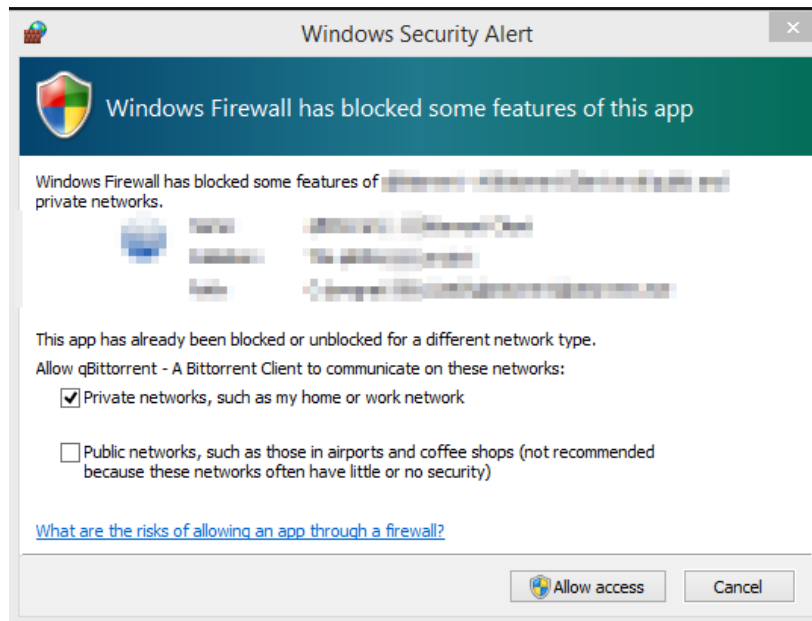 Windows Security Alert
Windows Firewall has blocked some features of this app
Windows Firewall has blocked some features of
private networks.
This app has already been blocked or unblocked for a different network type.
Allow qBittorrent - A Bittorrent Client to communicate on these networks:
Private networks, such as my home or work network
Public networks, such as those in airports and coffee shops (not recommended
because these networks often have little or no security)
What are the risks of allowing an app through a firewall?
Allow access
Cancel